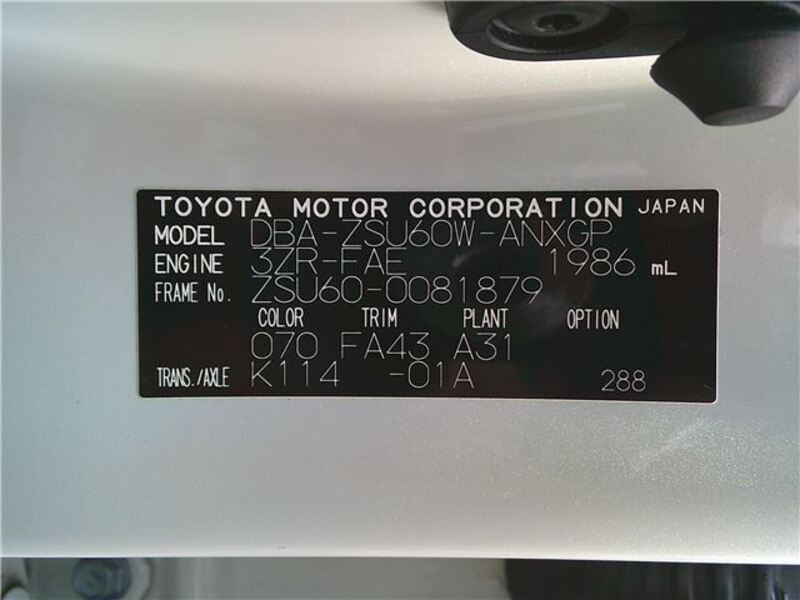 TOYOTA MOTOR CORPORATION JAPAN
MODEL DBA-ZSU60W-ANXGP
ENGINE 3ZR-FAE 1986 mL
FRAME No. ZSU60-0081879
COLOR TRIM PLANT OPTION
070 FA43 A31
TRANS./AXLE K114 -01A 288